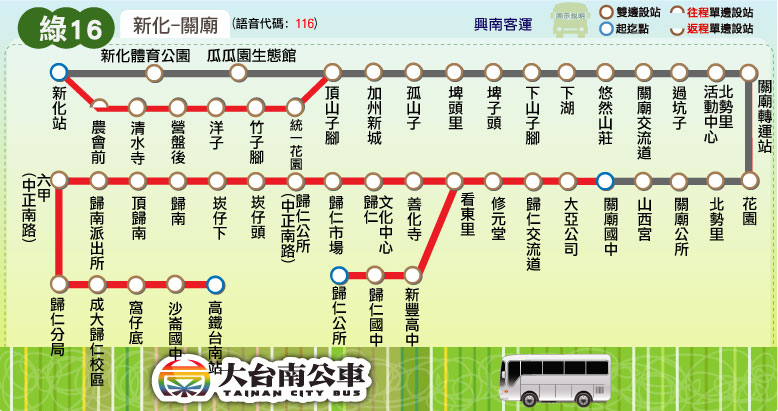 綠16
新化-關廟
(語音代碼：116)
興南客運
圖示說明
雙邊設站
起迄點
往程單邊設站
返程單邊設站
新化體育公園
瓜瓜園生態館
新化站
農會前
清水寺
營盤後
洋子
竹子腳
統一花園
頂山子腳
加州新城
孤山子
埤頭里
埤子頭
下山子腳
下湖
悠然山莊
關廟交流道
過坑子
北勢里
活動中心
關廟轉運站
六甲
(中正南路)
歸南派出所
頂歸南
歸南
崁仔下
崁仔頭
歸仁公所
(中正南路)
歸仁市場
歸仁
文化中心
善化寺
看東里
修元堂
歸仁交流道
大亞公司
關廟國中
山西宮
關廟公所
北勢里
花園
歸仁分局
成大歸仁校區
窩仔底
沙崙國中
高鐵台南站
歸仁公所
歸仁國中
新豐高中
大台南公車
TAINAN CITY BUS